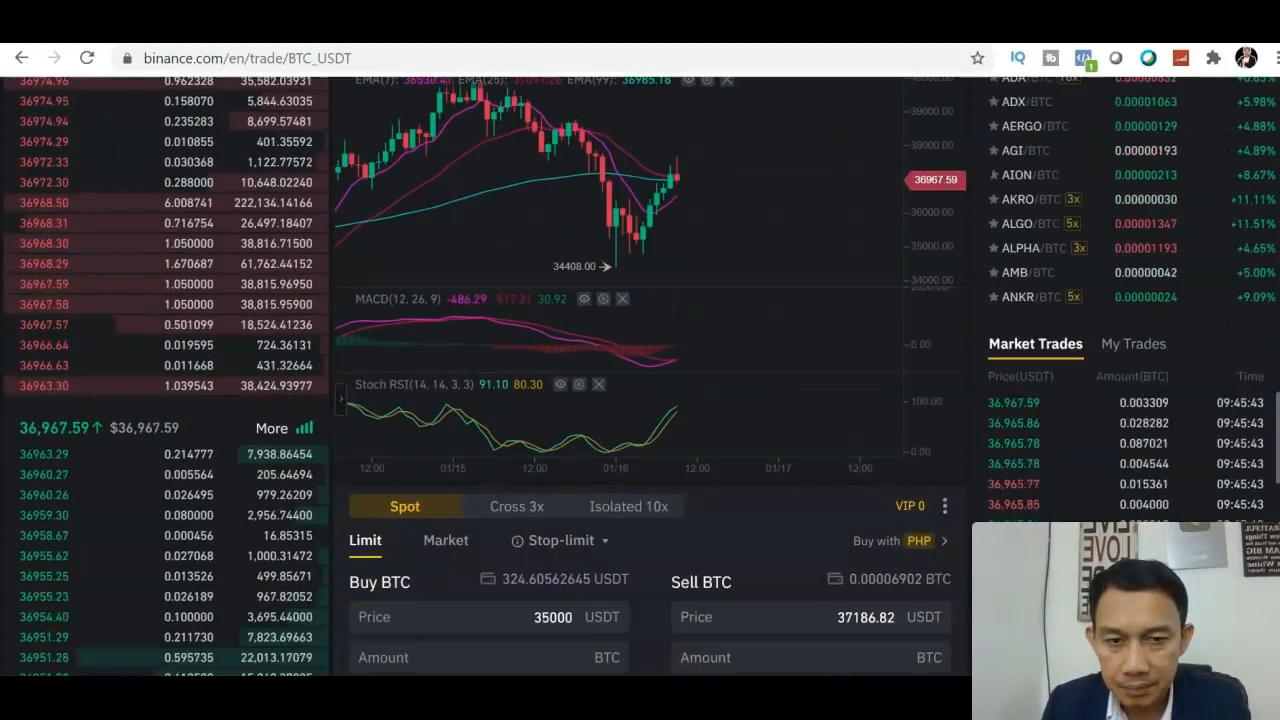 binance.com/en/trade/BTC_USDT
36974.96 0.962328 35,582.03931
36974.95 0.158070 5,844.63035
36974.94 0.235283 8,699.57481
36974.29 0.010855 401.35592
36972.33 0.030368 1,122.77572
36972.30 0.288000 10,648.02240
36968.50 6.008741 222,134.14166
36968.31 0.716754 26,497.18407
36968.30 1.050000 38,816.71500
36968.29 1.670687 61,762.44152
36967.59 1.050000 38,815.96950
36967.58 1.050000 38,815.95900
36967.57 0.501099 18,524.41236
36966.64 0.019595 724.36131
36966.63 0.011668 431.32664
36963.30 1.039543 38,424.93977
36,967.59↑ $36,967.59 More
36963.29 0.214777 7,938.86454
36960.27 0.005564 205.64694
36960.26 0.026495 979.26209
36959.30 0.080000 2,956.74400
36958.67 0.000456 16.85315
36955.62 0.027068 1,000.31472
36955.25 0.013526 499.85671
36955.23 0.026189 967.82052
36954.40 0.100000 3,695.44000
36951.29 0.211730 7,823.69663
36951.28 0.595735 22,013.17079
EMA(7): EMA(25): EMA(99): 36985.18
39000.00
38000.00
36967.59
36000.00
35000.00
34408.00
34000.00
MACD(12, 26, 9) -486.29 -517.21 30.92
0.00
Stoch RSI(14, 14, 3, 3) 91.10 80.30
100.00
0.00
12:00 01/15 12:00 01/16 12:00 01/17 12:00
Spot Cross 3x Isolated 10x VIP 0
Limit Market Stop-limit Buy with PHP
Buy BTC 324.60562645 USDT
Price 35000 USDT
Amount BTC
Sell BTC 0.00006902 BTC
Price 37186.82 USDT
Amount BTC
ADX/BTC 0.00001063 +5.98%
AERGO/BTC 0.00000129 +4.88%
AGI/BTC 0.00000193 +4.89%
AION/BTC 0.00000213 +8.67%
AKRO/BTC 3x 0.00000030 +11.11%
ALGO/BTC 5x 0.00001347 +11.51%
ALPHA/BTC 3x 0.00001193 +4.65%
AMB/BTC 0.00000042 +5.00%
ANKR/BTC 5x 0.00000024 +9.09%
Market Trades My Trades
Price(USDT) Amount(BTC) Time
36,967.59 0.003309 09:45:43
36,965.86 0.028282 09:45:43
36,965.78 0.087021 09:45:43
36,965.78 0.004544 09:45:43
36,965.77 0.015361 09:45:43
36,965.85 0.004000 09:45:43
LOVE